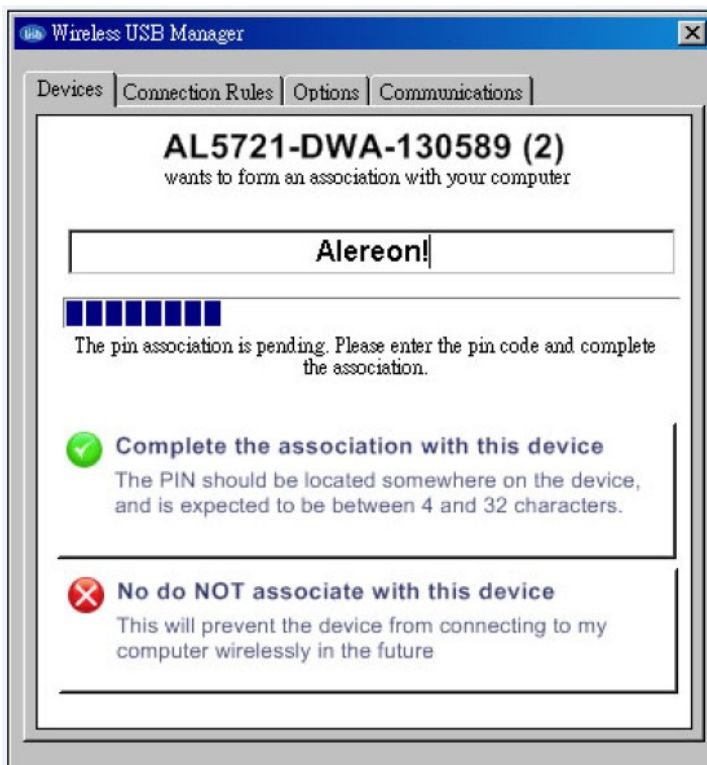 Wireless USB Manager
Devices Connection Rules Options Communications
AL5721-DWA-130589 (2)
wants to form an association with your computer
Alereon!
The pin association is pending. Please enter the pin code and complete
the association.
Complete the association with this device
The PIN should be located somewhere on the device,
and is expected to be between 4 and 32 characters.
No do NOT associate with this device
This will prevent the device from connecting to my
computer wirelessly in the future